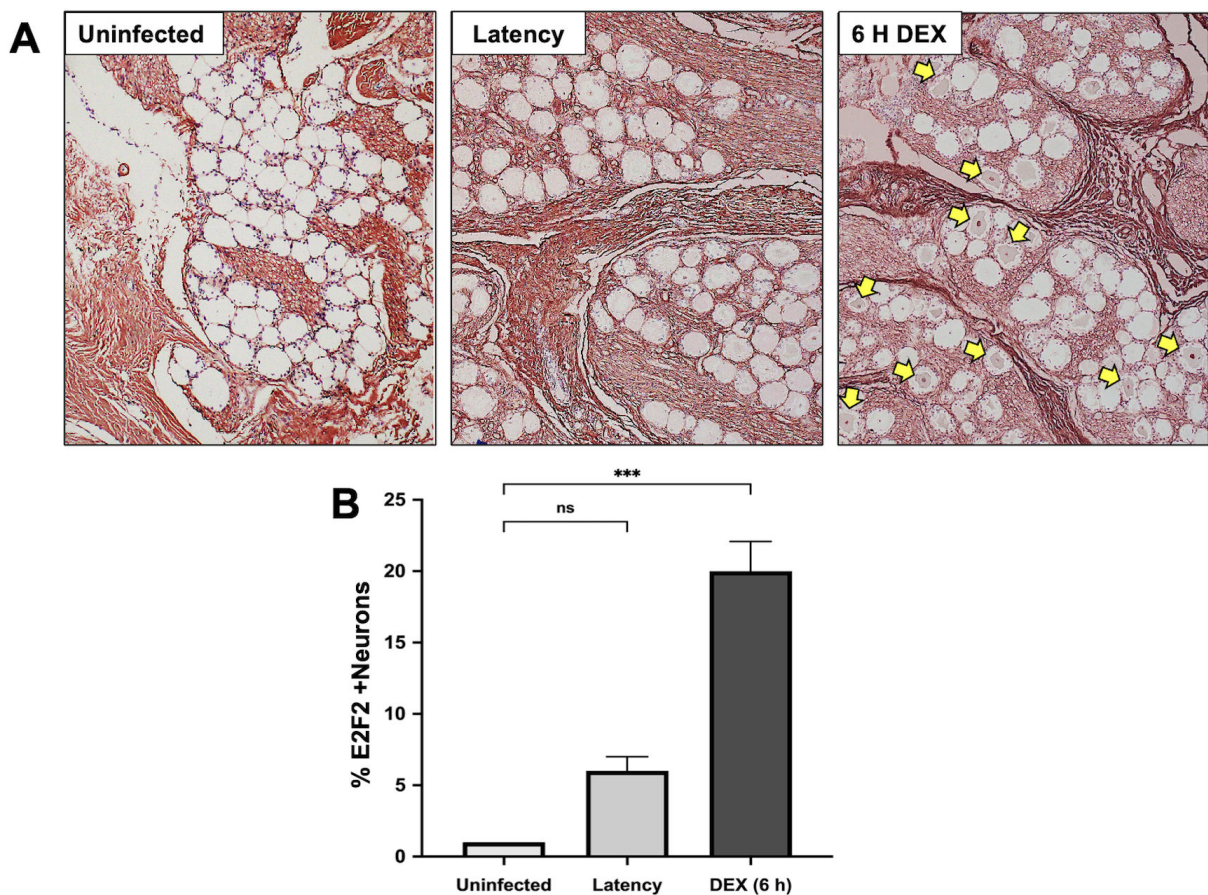 A
Uninfected
Latency
6 H DEX
B
% E2F2 +Neurons
25
20
15
10
5
0
***
ns
Uninfected
Latency
DEX (6 h)